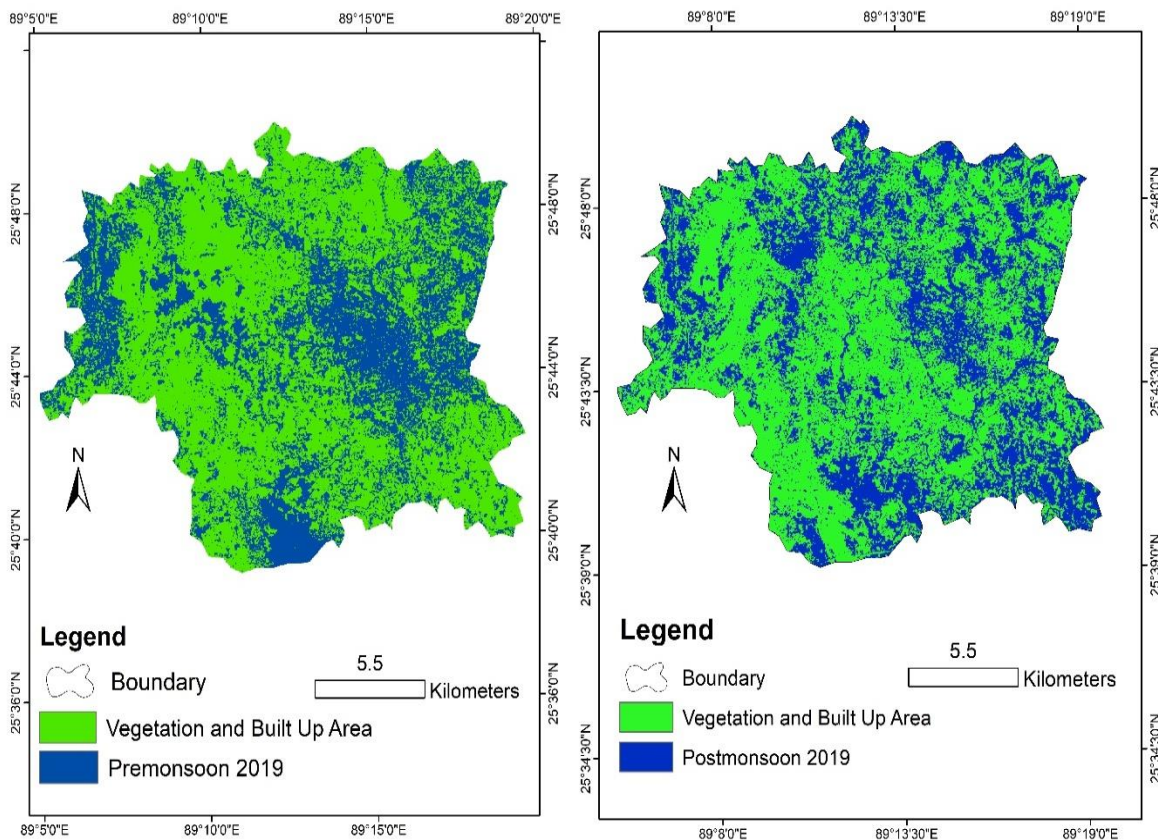 89°5'0"E 89°10'0"E 89°15'0"E 89°20'0"E
25°48'0"N 25°48'0"N
25°44'0"N 25°44'0"N
N
25°40'0"N 25°40'0"N
Legend
Boundary
5.5
Kilometers
25°36'0"N 25°36'0"N
Vegetation and Built Up Area
Premonsoon 2019
89°5'0"E 89°10'0"E 89°15'0"E
89°8'0"E 89°13'30"E 89°19'0"E
25°48'0"N 25°48'0"N
25°43'30"N 25°43'30"N
N
25°39'0"N 25°39'0"N
Legend
Boundary
5.5
Kilometers
Vegetation and Built Up Area
Postmonsoon 2019
25°34'30"N 25°34'30"N
89°8'0"E 89°13'30"E 89°19'0"E